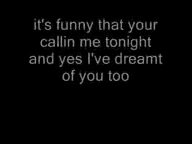 it's funny that your
callin me tonight
and yes I've dreamt
of you too